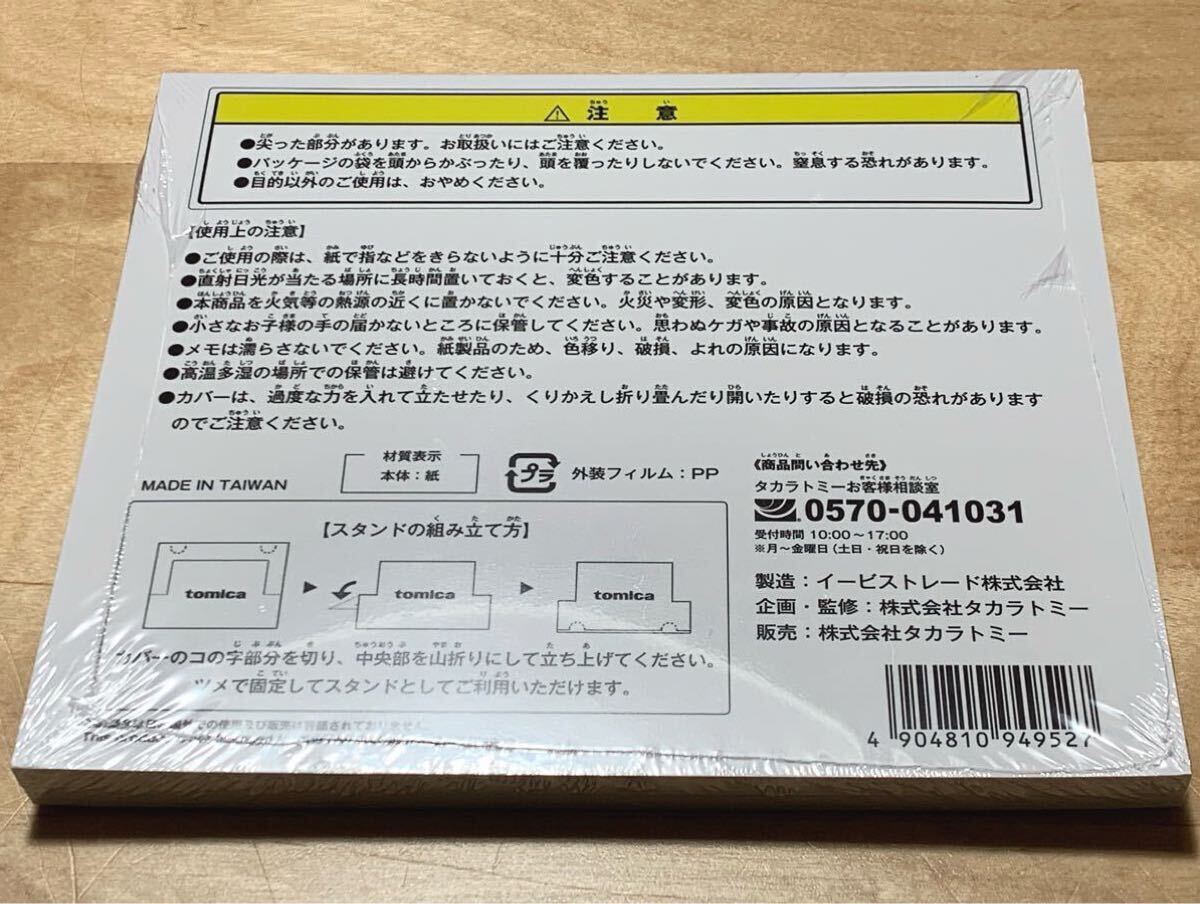 ⚠ 注意
●尖った部分があります。お取扱いにはご注意ください。
●パッケージの袋を頭からかぶったり、頭を覆ったりしないでください。窒息する恐れがあります。
●目的以外のご使用は、おやめください。
【使用上の注意】
●ご使用の際は、紙で指などをきらないように十分ご注意ください。
●直射日光が当たる場所に長時間置いておくと、変色することがあります。
●本商品を火気等の熱源の近くに置かないでください。火災や変形、変色の原因となります。
●小さなお子様の手の届かないところに保管してください。思わぬケガや事故の原因となることがあります。
●メモは濡らさないでください。紙製品のため、色移り、破損、よれの原因になります。
●高温多湿の場所での保管は避けてください。
●カバーは、過度な力を入れて立たせたり、くりかえし折り畳んだり開いたりすると破損の恐れがあります
のでご注意ください。
MADE IN TAIWAN
材質表示
本体：紙
プラ
外装フィルム：PP
《商品問い合わせ先》
タカラトミーお客様相談室
0570-041031
受付時間 10:00～17:00
※月～金曜日（土日・祝日を除く）
製造：イービストレード株式会社
企画・監修：株式会社タカラトミー
販売：株式会社タカラトミー
【スタンドの組み立て方】
tomica
tomica
tomica
カバーのコの字部分を切り、中央部を山折りにして立ち上げてください。
ツメで固定してスタンドとしてご利用いただけます。
での使用及び販売は許諾されておりません。
4 904810 949527